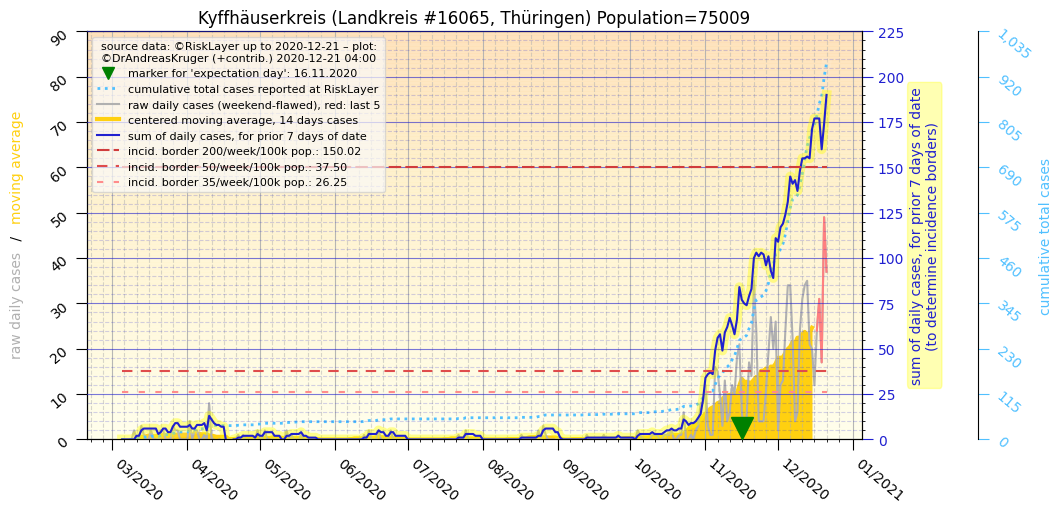 Kyffhäuserkreis (Landkreis #16065, Thüringen) Population=75009
source data: ©RiskLayer up to 2020-12-21 – plot:
©DrAndreasKruger (+contrib.) 2020-12-21 04:00
marker for 'expectation day': 16.11.2020
cumulative total cases reported at RiskLayer
raw daily cases (weekend-flawed), red: last 5
centered moving average, 14 days cases
sum of daily cases, for prior 7 days of date
incid. border 200/week/100k pop.: 150.02
incid. border 50/week/100k pop.: 37.50
incid. border 35/week/100k pop.: 26.25
raw daily cases / moving average
90
80
70
60
50
40
30
20
10
0
03/2020
04/2020
05/2020
06/2020
07/2020
08/2020
09/2020
10/2020
11/2020
12/2020
01/2021
225
200
175
150
125
100
75
50
25
0
sum of daily cases, for prior 7 days of date
(to determine incidence borders)
1,035
920
805
690
575
460
345
230
115
0
cumulative total cases